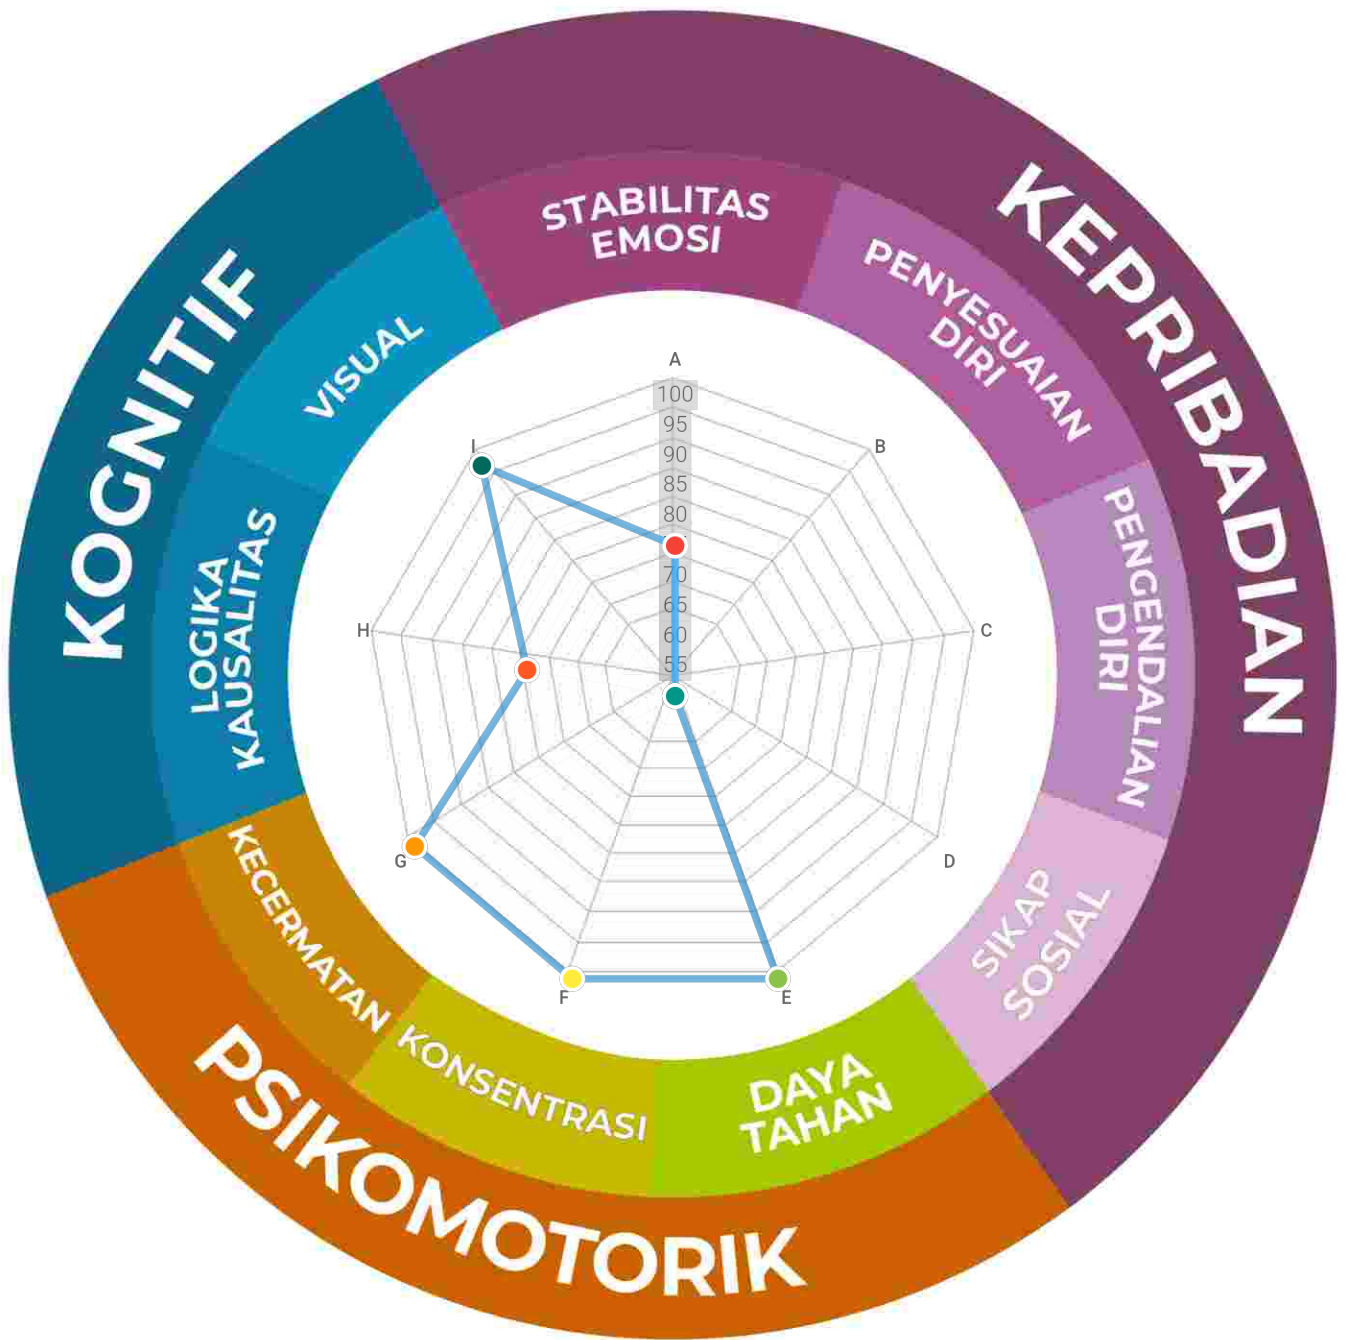 KOGNITIF
KEPRIBADIAN
PSIKOMOTORIK
STABILITAS
EMOSI
PENYESUAIAN
DIRI
PENGENDALIAN
DIRI
SIKAP
SOSIAL
DAYA
TAHAN
KONSENTRASI
KECERMATAN
LOGIKA
KAUSALITAS
VISUAL
A
B
C
D
E
F
G
H
I
100
95
90
85
80
70
65
60
55